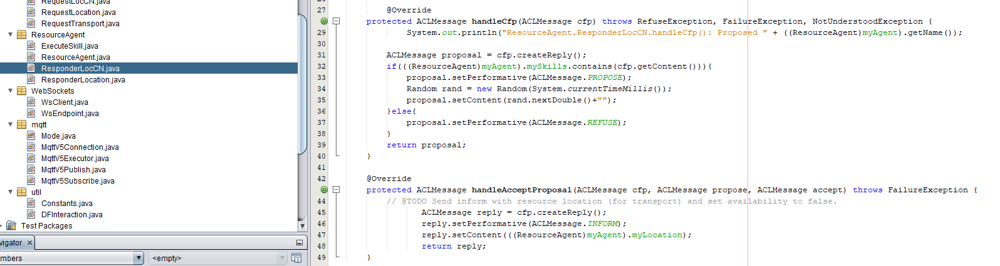 RequestLocCN.java
RequestLocation.java
RequestTransport.java
ResourceAgent
ExecuteSkill.java
ResourceAgent.java
ResponderLocCN.java
ResponderLocation.java
WebSockets
WsClient.java
WsEndpoint.java
mqtt
Mode.java
MqttV5Connection.java
MqttV5Executor.java
MqttV5Publish.java
MqttV5Subscribe.java
util
Constants.java
DFInteraction.java
Test Packages
vigator
mbers
<empty>
27 @Override
protected ACLMessage handleCfp(ACLMessage cfp) throws RefuseException, FailureException, NotUnderstoodException {
29 System.out.println("ResourceAgent.ResponderLocCN.handleCfp(): Proposed " + ((ResourceAgent)myAgent).getName());
30
31 ACLMessage proposal = cfp.createReply();
32 if(((ResourceAgent)myAgent).mySkills.contains(cfp.getContent())){
33 proposal.setPerformative(ACLMessage.PROPOSE);
34 Random rand = new Random(System.currentTimeMillis());
35 proposal.setContent(rand.nextDouble()+"");
36 }else{
37 proposal.setPerformative(ACLMessage.REFUSE);
38 }
39 return proposal;
40 }
41
42 @Override
protected ACLMessage handleAcceptProposal(ACLMessage cfp, ACLMessage propose, ACLMessage accept) throws FailureException {
44 // @TODO Send inform with resource location (for transport) and set availability to false.
45 ACLMessage reply = cfp.createReply();
46 reply.setPerformative(ACLMessage.INFORM);
47 reply.setContent(((ResourceAgent)myAgent).myLocation);
48 return reply;
49 }